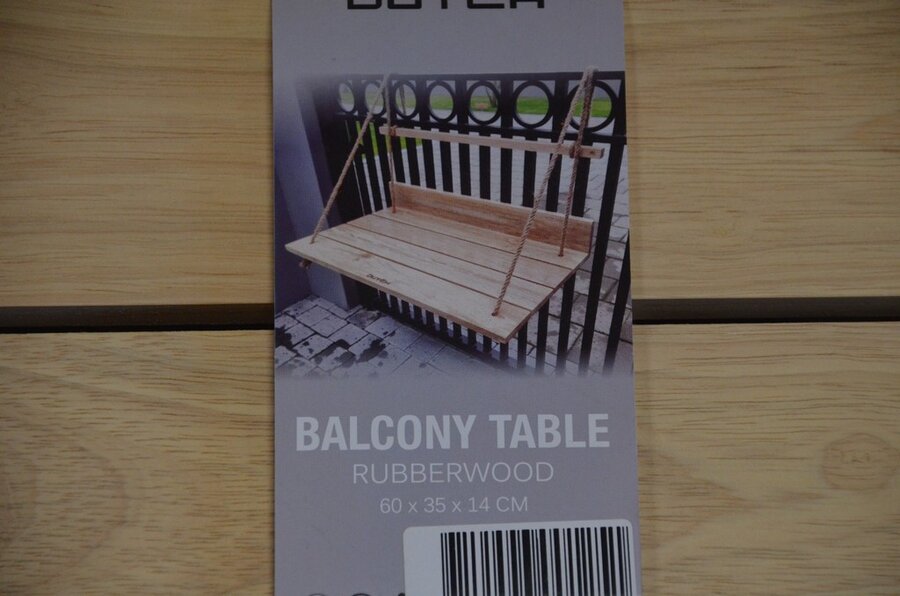 BALCONY TABLE
RUBBERWOOD
60 x 35 x 14 CM